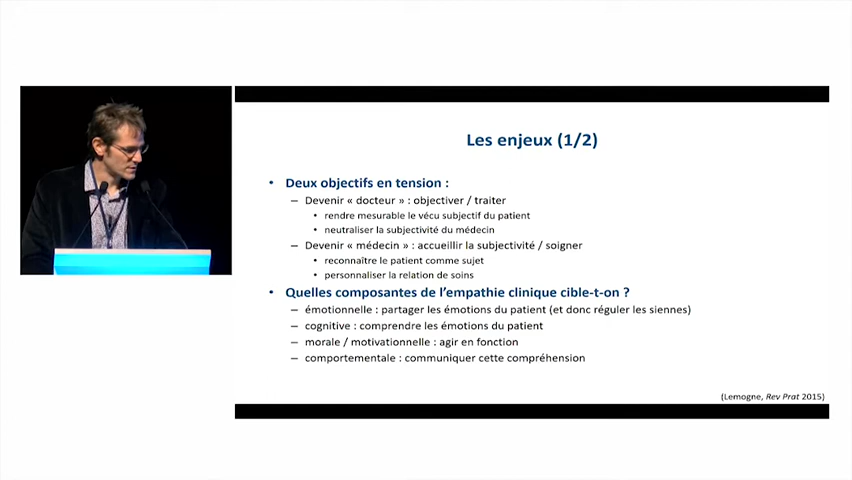 Les enjeux (1/2)
• Deux objectifs en tension :
– Devenir « docteur » : objectiver / traiter
• rendre mesurable le vécu subjectif du patient
• neutraliser la subjectivité du médecin
– Devenir « médecin » : accueillir la subjectivité / soigner
• reconnaître le patient comme sujet
• personnaliser la relation de soins
• Quelles composantes de l'empathie clinique cible-t-on ?
– émotionnelle : partager les émotions du patient (et donc réguler les siennes)
– cognitive : comprendre les émotions du patient
– morale / motivationnelle : agir en fonction
– comportementale : communiquer cette compréhension
(Lemogne, Rev Prat 2015)